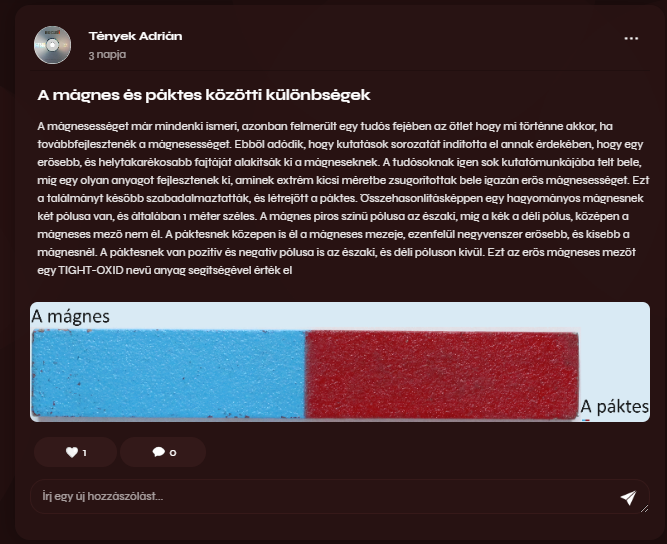 Tények Adrián
3 napja
A mágnes és páktes közötti különbségek
A mágnesességet már mindenki ismeri, azonban felmerült egy tudós fejében az ötlet hogy mi történne akkor, ha
továbbfejlesztenék a mágnesességet. Ebből adódik, hogy kutatások sorozatát indította el annak érdekében, hogy egy
erősebb, és helytakarékosabb fajtáját alakítsák ki a mágneseknek. A tudósoknak igen sok kutatómunkájába telt bele,
míg egy olyan anyagot fejlesztenek ki, aminek extrém kicsi méretbe zsugorítottak bele igazán erős mágnesességet. Ezt
a találmányt később szabadalmaztatták, és létrejött a páktes. Összehasonlításképpen egy hagyományos mágnesnek
két pólusa van, és általában 1 méter széles. A mágnes piros színű pólusa az északi, míg a kék a déli pólus, középen a
mágneses mező nem él. A páktesnek közepen is él a mágneses mezeje, ezenfelül negyvenszer erősebb, és kisebb a
mágnesnél. A páktesnek van pozitív és negatív pólusa is az északi, és déli póluson kívül. Ezt az erős mágneses mezőt
egy TIGHT-OXID nevű anyag segítségével érték el
A mágnes
A páktes
1
0
Írj egy új hozzászólást...